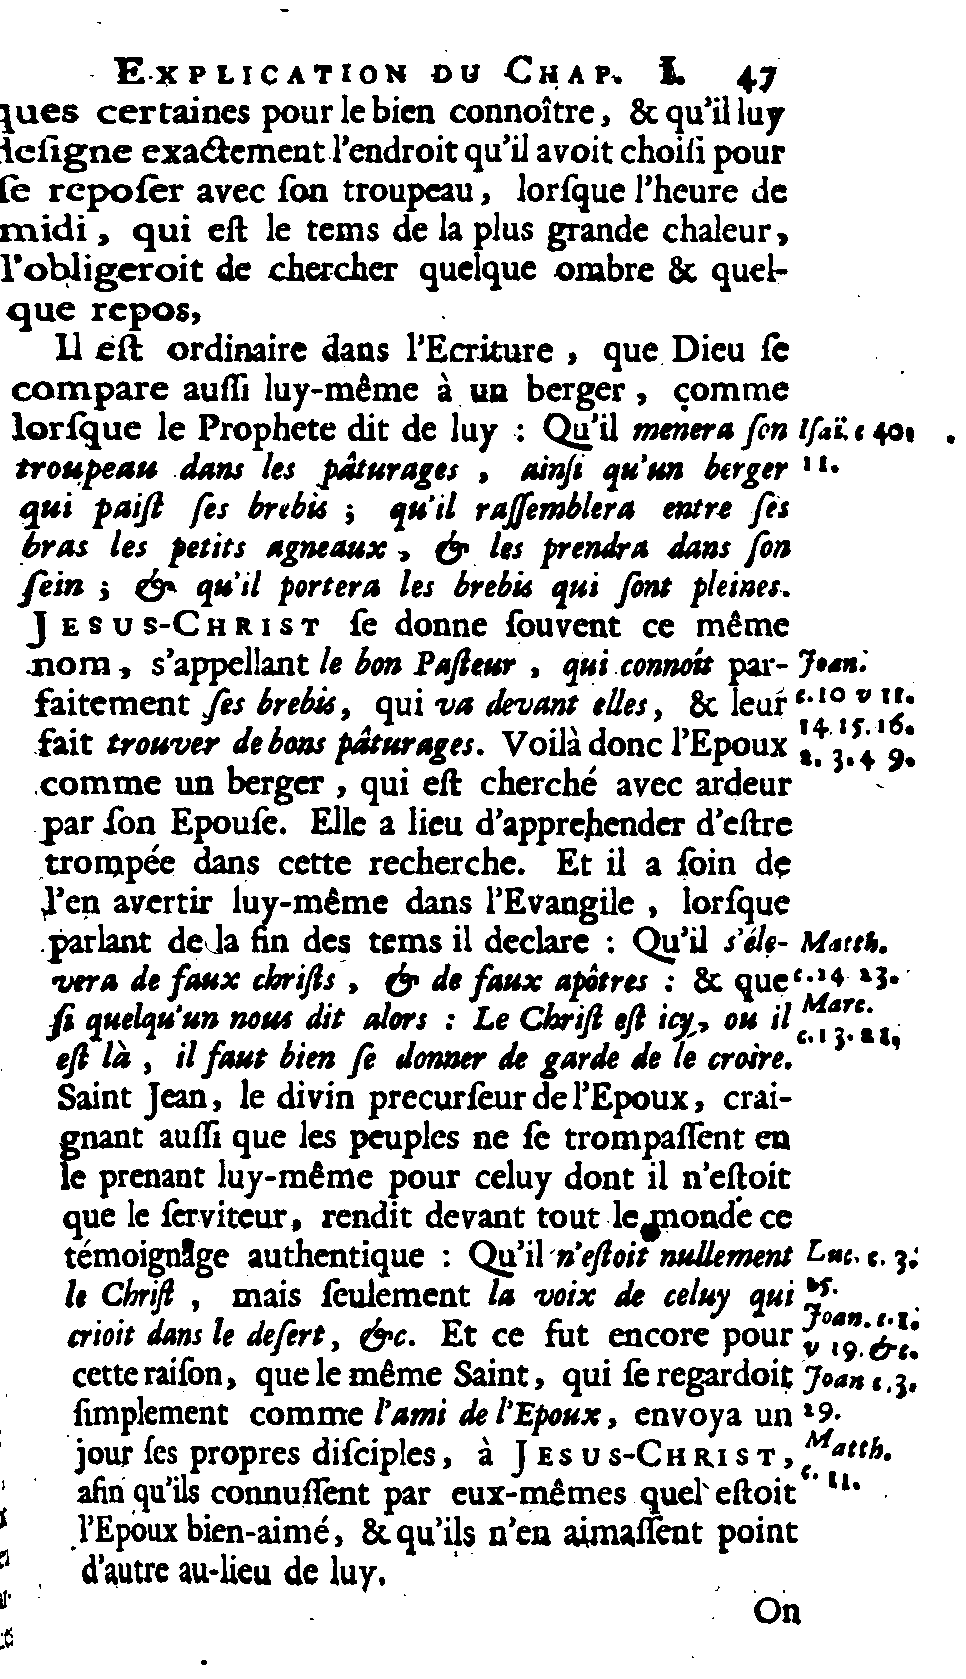 EXPLICATION DU CHAP. I. 47
ques certaines pour le bien connoître, & qu'il luy
deſigne exactement l'endroit qu'il avoit choiſi pour
ſe repoſer avec ſon troupeau, lorſque l'heure de
midi, qui eſt le tems de la plus grande chaleur,
l'obligeroit de chercher quelque ombre & quel-
que repos,
Il eſt ordinaire dans l'Ecriture, que Dieu ſe
compare auſſi luy-même à un berger, comme
lorſque le Prophete dit de luy : Qu'il menera ſon
Iſaï. c 40.
troupeau dans les pâturages, ainſi qu'un berger
11.
qui paiſt ſes brebis ; qu'il raſſemblera entre ſes
bras les petits agneaux, & les prendra dans ſon
ſein ; & qu'il portera les brebis qui ſont pleines.
JESUS-CHRIST ſe donne ſouvent ce même
nom, s'appellant le bon Paſteur, qui connoît par-
Joan.
faitement ſes brebis, qui va devant elles, & leur
c. 10 v 11.
fait trouver de bons pâturages. Voilà donc l'Epoux
14. 15. 16.
2. 3. 4 9.
comme un berger, qui eſt cherché avec ardeur
par ſon Epouſe. Elle a lieu d'apprehender d'eſtre
trompée dans cette recherche. Et il a ſoin de
l'en avertir luy-même dans l'Evangile, lorſque
parlant de la fin des tems il declare : Qu'il s'éle-
Matth.
vera de faux chriſts, & de faux apôtres : & que
c. 24 23.
ſi quelqu'un nous dit alors : Le Chriſt eſt icy, ou il
Marc.
c. 13. 21,
eſt là, il faut bien ſe donner de garde de le croire.
Saint Jean, le divin precurſeur de l'Epoux, crai-
gnant auſſi que les peuples ne ſe trompaſſent en
le prenant luy-même pour celuy dont il n'eſtoit
que le ſerviteur, rendit devant tout le monde ce
témoignage authentique : Qu'il n'eſtoit nullement
Luc. c. 3.
le Chriſt, mais ſeulement la voix de celuy qui
15.
Joan. c. 1.
crioit dans le deſert, &c. Et ce fut encore pour
v 19. &c.
cette raiſon, que le même Saint, qui ſe regardoit
Joan c. 3.
ſimplement comme l'ami de l'Epoux, envoya un
29.
jour ſes propres diſciples, à JESUS-CHRIST,
Matth.
afin qu'ils connuſſent par eux-mêmes quel eſtoit
c. 11.
l'Epoux bien-aimé, & qu'ils n'en aimaſſent point
d'autre au-lieu de luy.
On